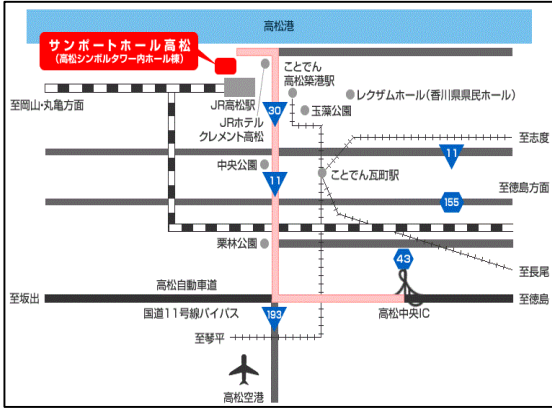 高松港
サンポートホール高松
(高松シンボルタワー内ホール棟)
ことでん
高松築港駅
レクザムホール(香川県県民ホール)
至岡山・丸亀方面
JR高松駅
玉藻公園
30
JRホテル
クレメント高松
至志度
11
中央公園
11
ことでん瓦町駅
至徳島方面
155
栗林公園
43
至長尾
高松自動車道
至坂出
至徳島
国道11号線バイパス
193
高松中央IC
至琴平
高松空港